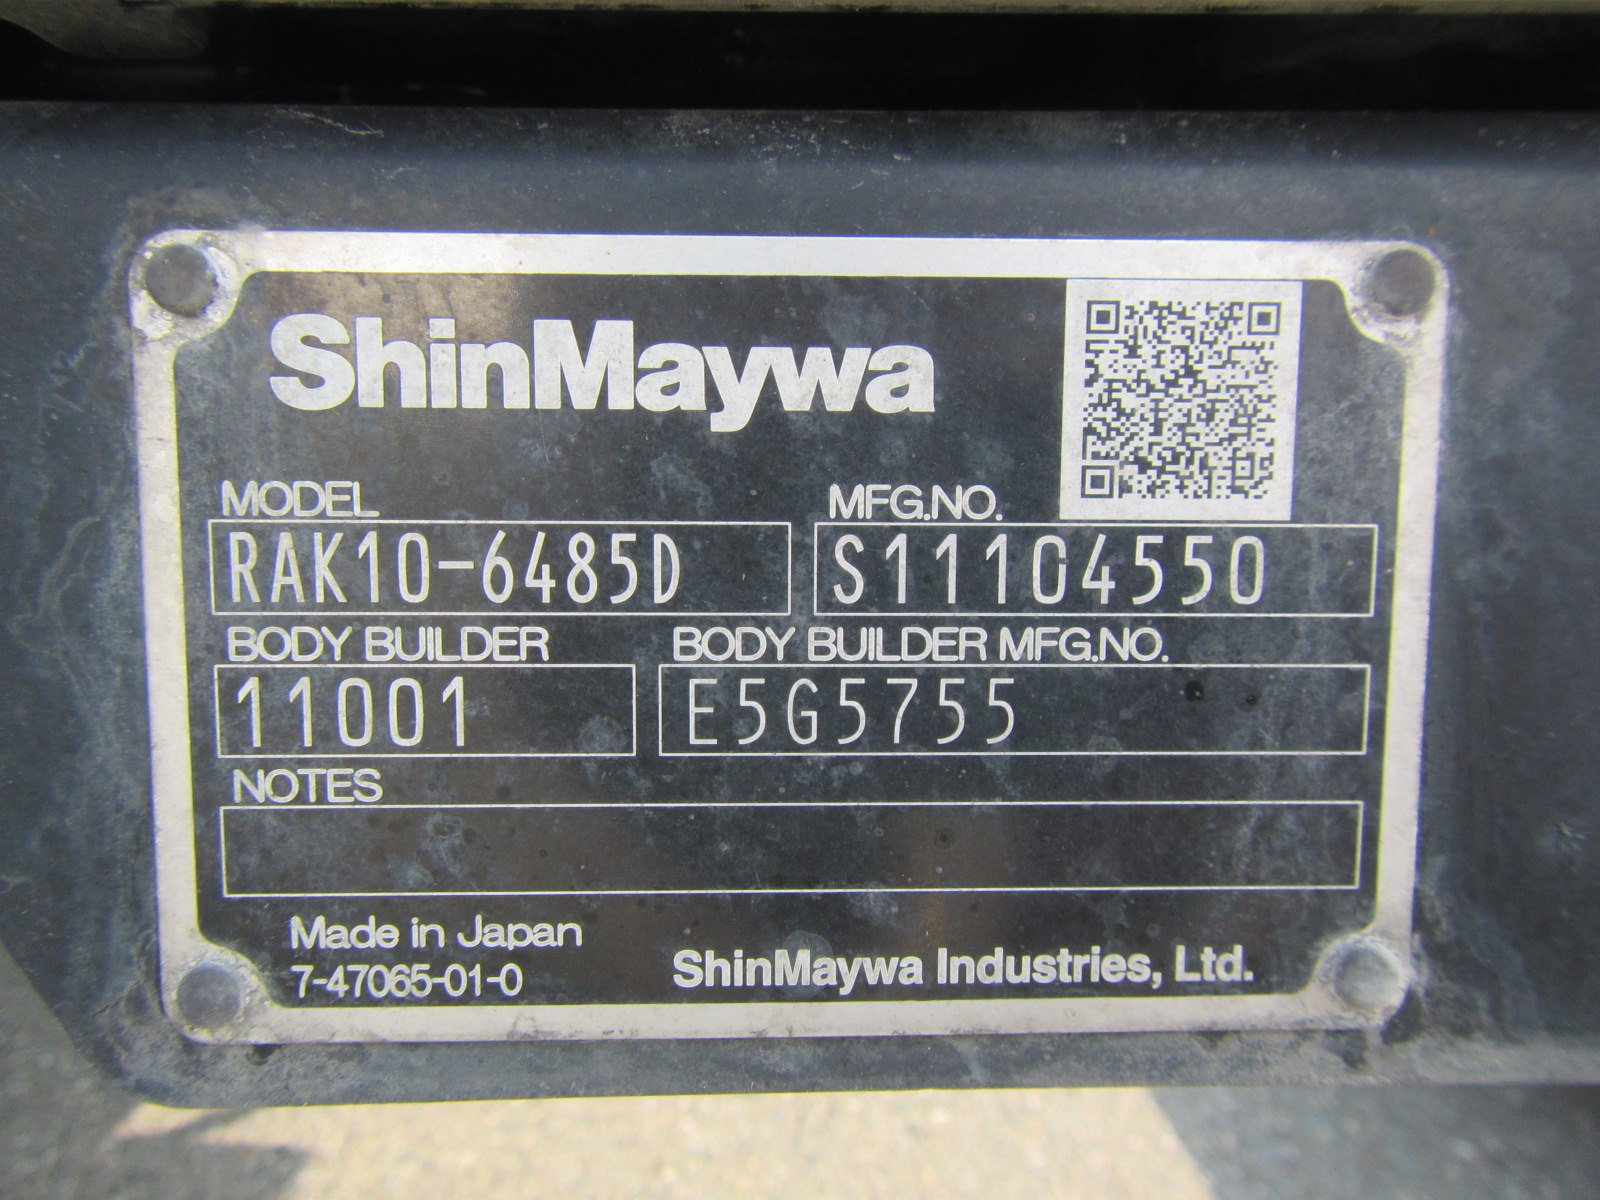 ShinMaywa
MODEL MFG.NO.
RAK10-6485D S11104550
BODY BUILDER BODY BUILDER MFG.NO.
11001 E5G5755
NOTES
Made in Japan
7-47065-01-0 ShinMaywa Industries, Ltd.